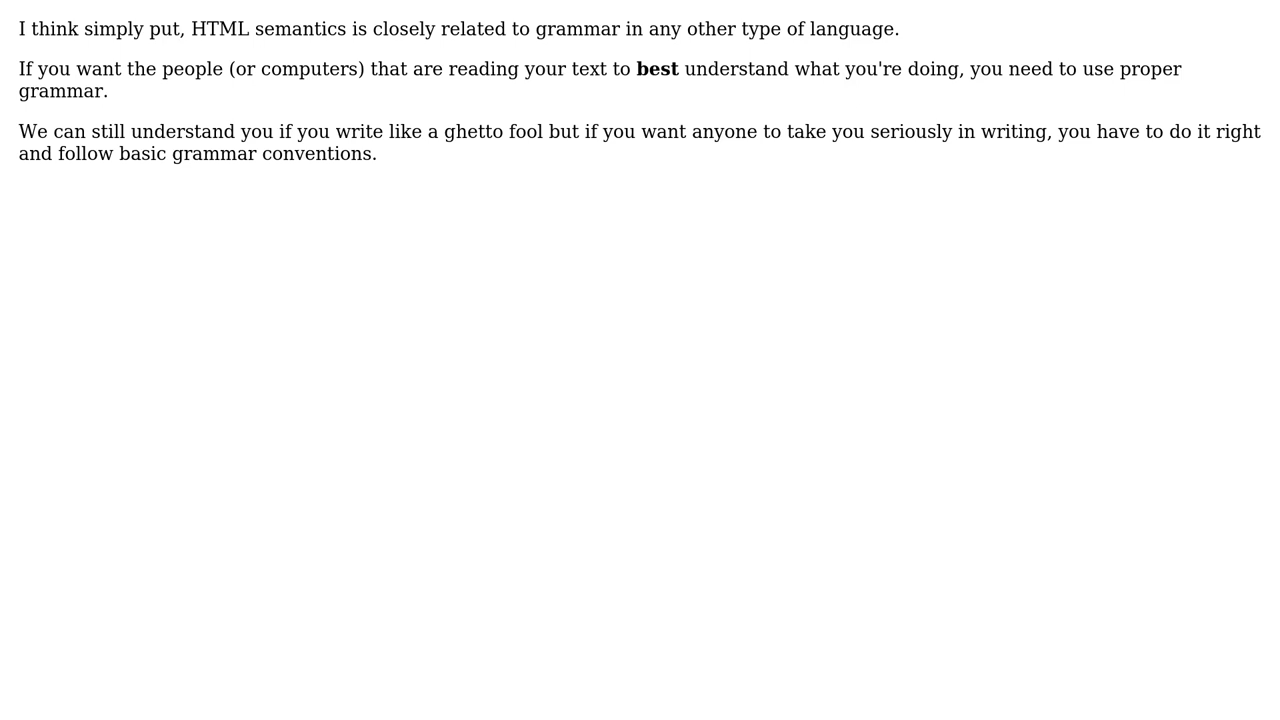 I think simply put, HTML semantics is closely related to grammar in any other type of language.
If you want the people (or computers) that are reading your text to best understand what you're doing, you need to use proper
grammar.
We can still understand you if you write like a ghetto fool but if you want anyone to take you seriously in writing, you have to do it right
and follow basic grammar conventions.